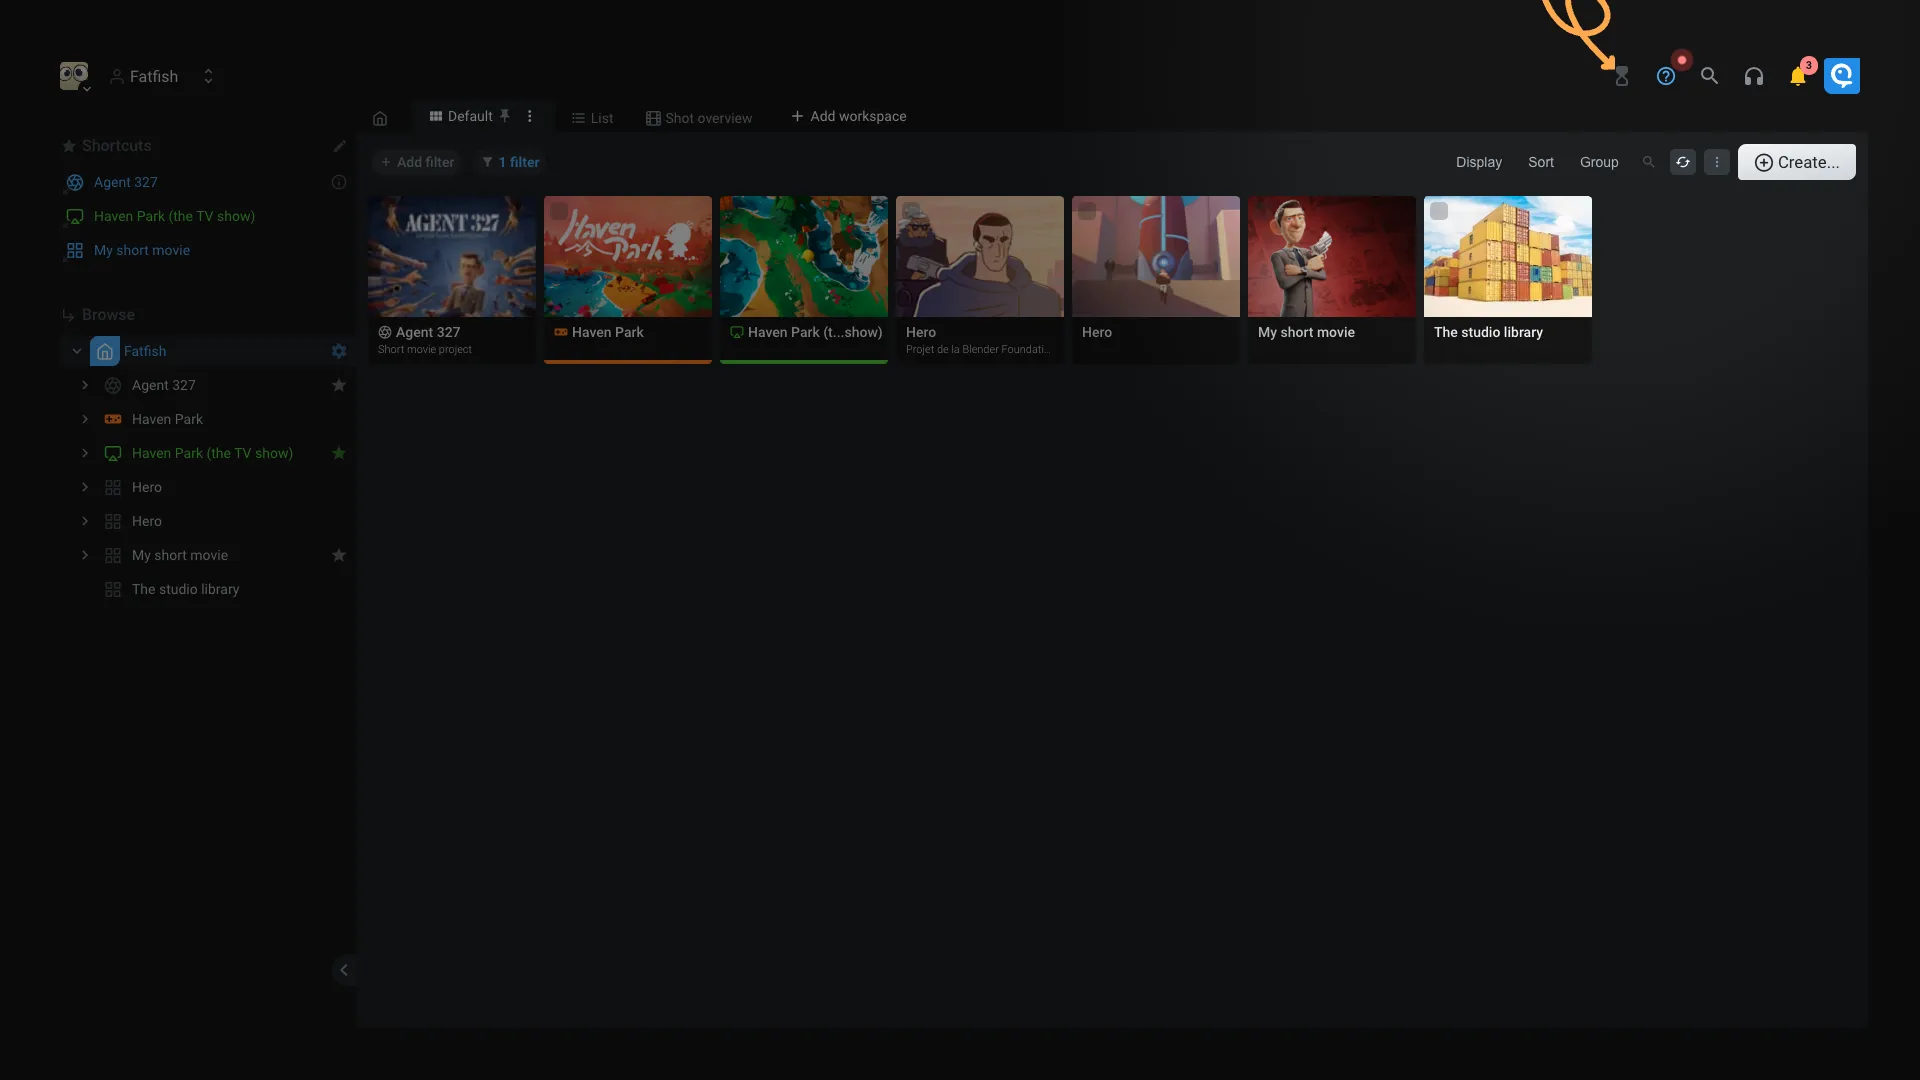 Fatfish
3
Default
List
Shot overview
Add workspace
Shortcuts
Agent 327
Haven Park (the TV show)
My short movie
Add filter
1 filter
Display
Sort
Group
Create...
AGENT 327
Haven
Park
Agent 327
Short movie project
Haven Park
Haven Park (t...show)
Hero
Projet de la Blender Foundati...
Hero
My short movie
The studio library
Browse
Fatfish
Agent 327
Haven Park
Haven Park (the TV show)
Hero
Hero
My short movie
The studio library